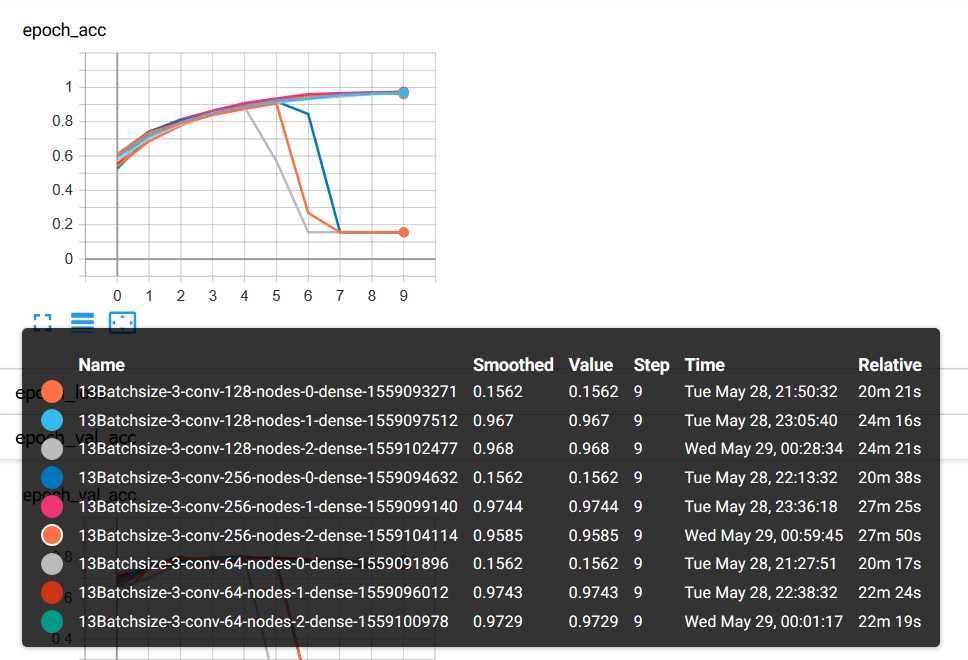 epoch_acc
1
0.8
0.6
0.4
0.2
0
0 1 2 3 4 5 6 7 8 9
Name Smoothed Value Step Time Relative
13Batchsize-3-conv-128-nodes-0-dense-1559093271 0.1562 0.1562 9 Tue May 28, 21:50:32 20m 21s
13Batchsize-3-conv-128-nodes-1-dense-1559097512 0.967 0.967 9 Tue May 28, 23:05:40 24m 16s
epoch_val_acc
13Batchsize-3-conv-128-nodes-2-dense-1559102477 0.968 0.968 9 Wed May 29, 00:28:34 24m 21s
13Batchsize-3-conv-256-nodes-0-dense-1559094632 0.1562 0.1562 9 Tue May 28, 22:13:32 20m 38s
epoch_val_acc
13Batchsize-3-conv-256-nodes-1-dense-1559099140 0.9744 0.9744 9 Tue May 28, 23:36:18 27m 25s
13Batchsize-3-conv-256-nodes-2-dense-1559104114 0.9585 0.9585 9 Wed May 29, 00:59:45 27m 50s
13Batchsize-3-conv-64-nodes-0-dense-1559091896 0.1562 0.1562 9 Tue May 28, 21:27:51 20m 17s
13Batchsize-3-conv-64-nodes-1-dense-1559096012 0.9743 0.9743 9 Tue May 28, 22:38:32 22m 24s
13Batchsize-3-conv-64-nodes-2-dense-1559100978 0.9729 0.9729 9 Wed May 29, 00:01:17 22m 19s
0.4